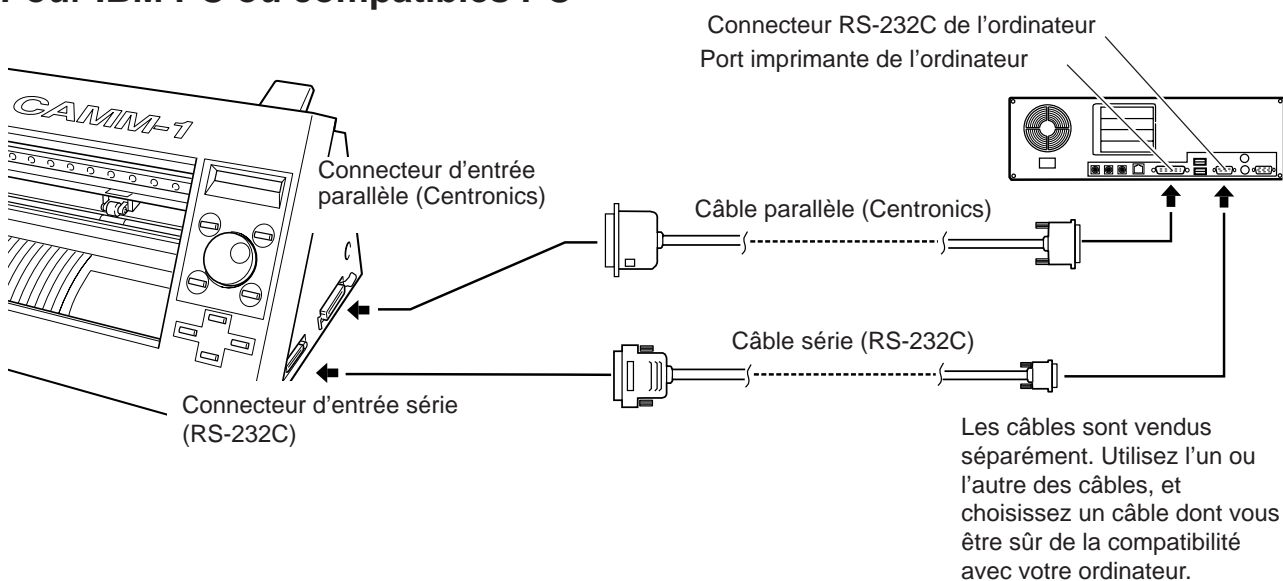 Pour IBM PC ou compatibles PC
Connecteur RS-232C de l’ordinateur
Port imprimante de l’ordinateur
CAMM-1
Connecteur d’entrée
parallèle (Centronics)
Câble parallèle (Centronics)
Câble série (RS-232C)
Connecteur d’entrée série
(RS-232C)
Les câbles sont vendus
séparément. Utilisez l’un ou
l’autre des câbles, et
choisissez un câble dont vous
être sûr de la compatibilité
avec votre ordinateur.